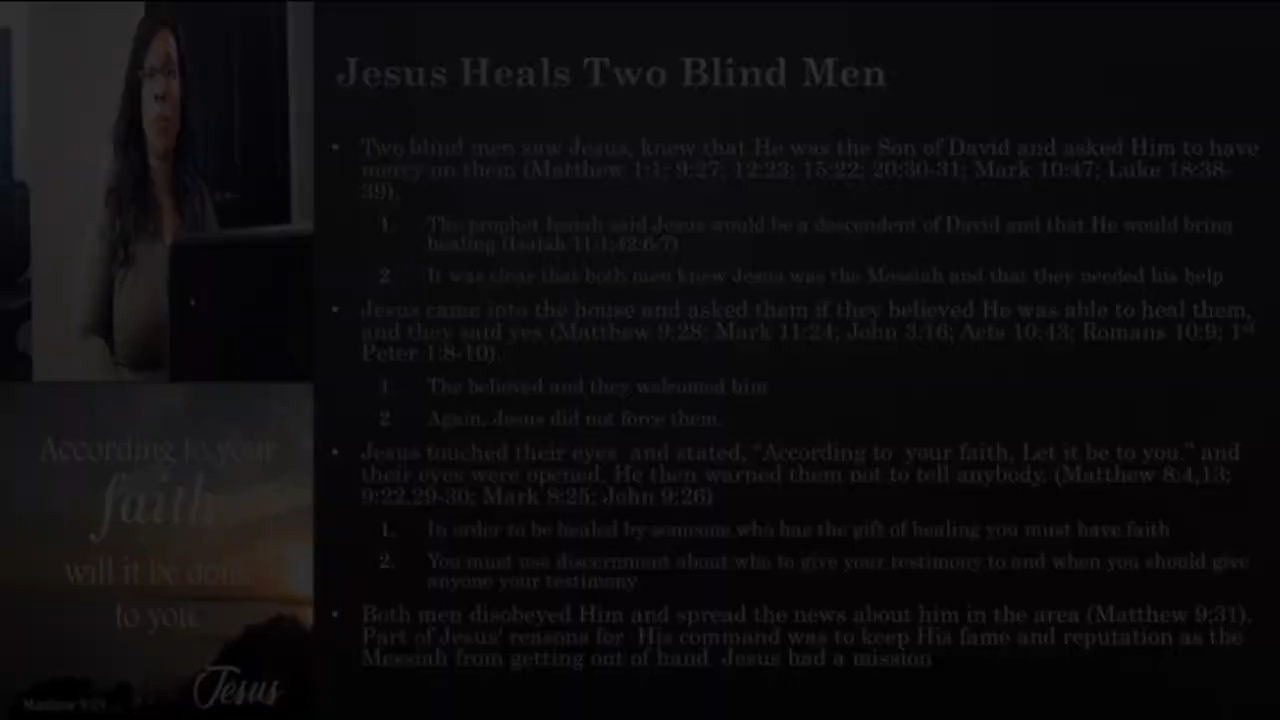 Jesus Heals Two Blind Men
• Two blind men saw Jesus, knew that He was the Son of David and asked Him to have
mercy on them (Matthew 1:1; 9:27; 12:23; 15:22; 20:30-31; Mark 10:47; Luke 18:38-
39).
1. The prophet Isaiah said Jesus would be a descendent of David and that He would bring
healing (Isaiah 11:1;42:6-7)
2 It was clear that both men knew Jesus was the Messiah and that they needed his help
• Jesus came into the house and asked them if they believed He was able to heal them,
and they said yes (Matthew 9:28; Mark 11:24; John 3:16; Acts 10:43; Romans 10:9; 1st
Peter 1:8-10).
1. The believed and they welcomed him
2 Again, Jesus did not force them.
• Jesus touched their eyes and stated, "According to your faith, Let it be to you." and
their eyes were opened. He then warned them not to tell anybody. (Matthew 8:4,13;
9:22,29-30; Mark 8:25; John 9:26)
1. In order to be healed by someone who has the gift of healing you must have faith
2. You must use discernment about who to give your testimony to and when you should give
anyone your testimony
• Both men disobeyed Him and spread the news about him in the area (Matthew 9:31).
Part of Jesus' reasons for His command was to keep His fame and reputation as the
Messiah from getting out of hand Jesus had a mission
According to your
faith
will it be done
to you.
Jesus
Matthew 9:29